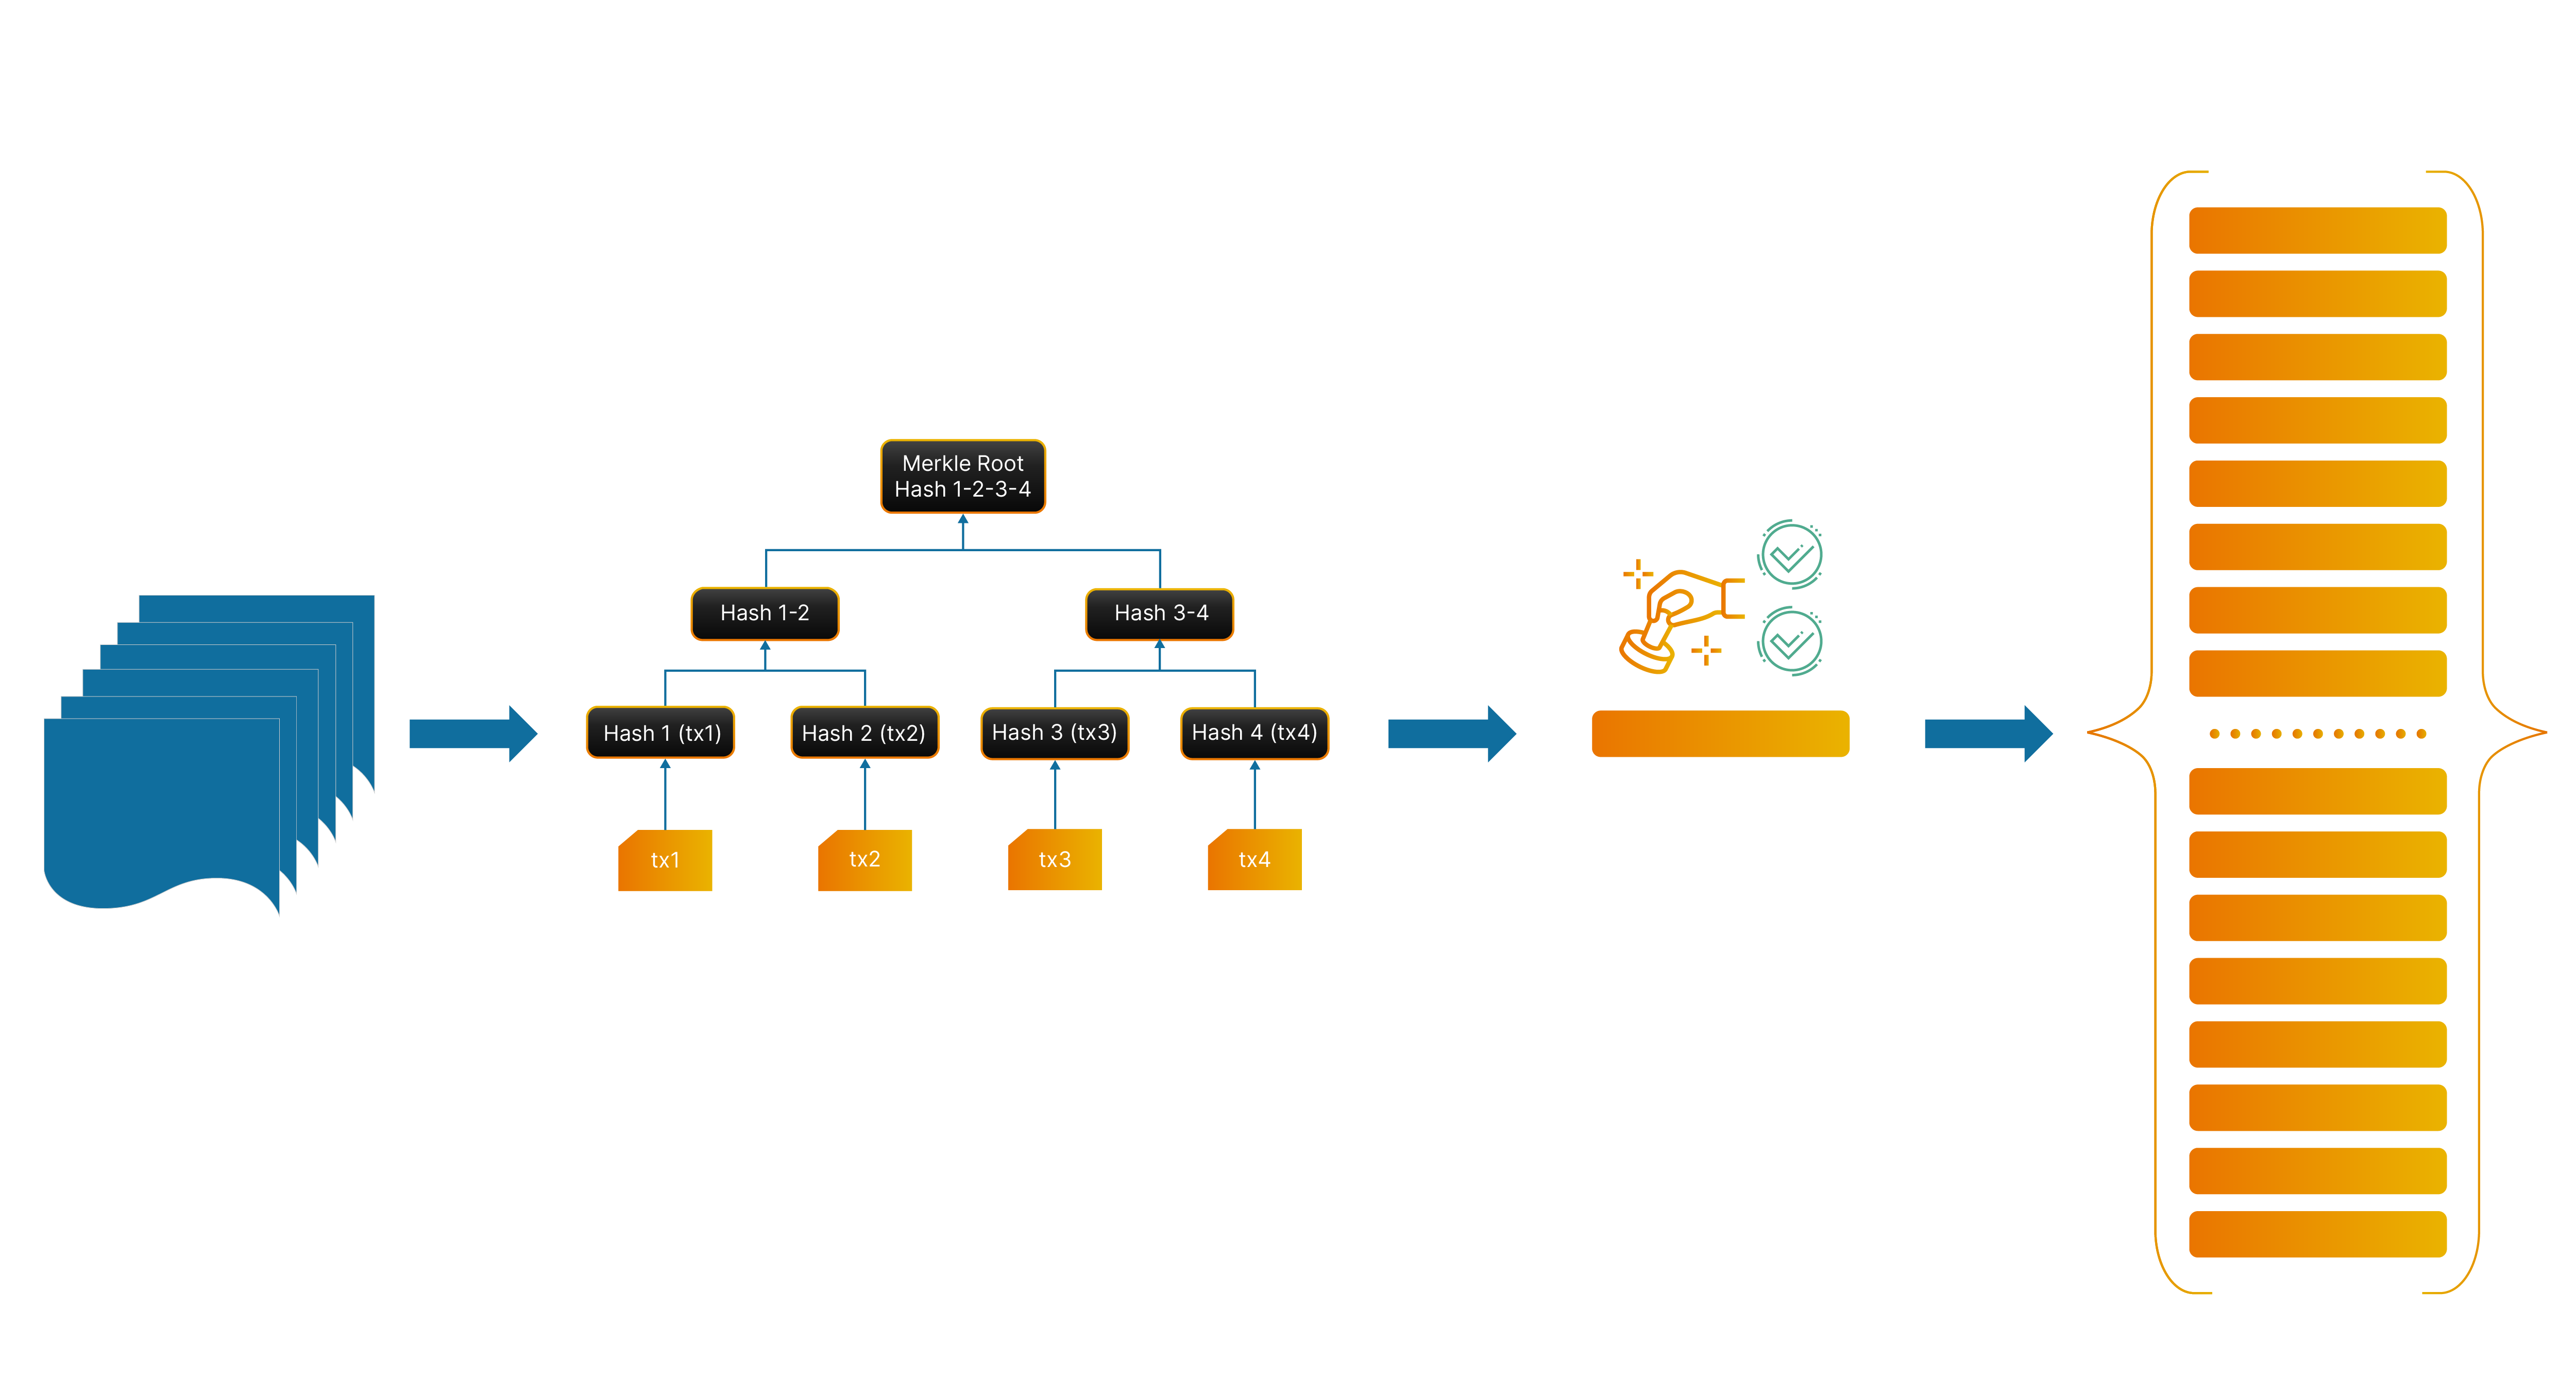 Merkle Root
Hash 1-2-3-4
Hash 1-2
Hash 3-4
Hash 1 (tx1)
Hash 2 (tx2)
Hash 3 (tx3)
Hash 4 (tx4)
tx1
tx2
tx3
tx4